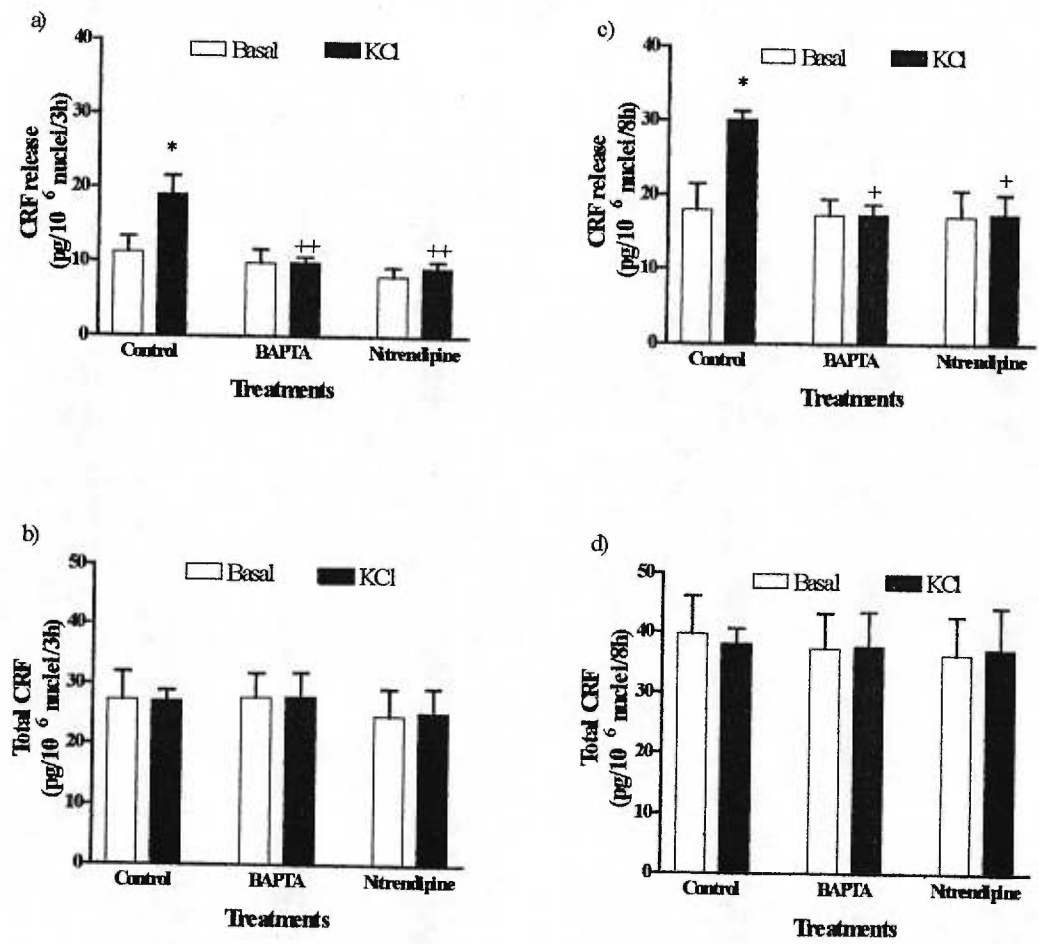 a)
40
30
20
10
0
CRF release
(pg/10 6 nuclei/3h)
Basal KCl
*
++
++
Control BAPTA Nitrendipine
Treatments
c)
40
30
20
10
0
CRF release
(pg/10 6 nuclei/8h)
Basal KCl
*
+
+
Control BAPTA Nitrendipine
Treatments
b)
50
40
30
20
10
0
Total CRF
(pg/10 6 nuclei/3h)
Basal KCl
Control BAPTA Nitrendipine
Treatments
d)
50
40
30
20
10
0
Total CRF
(pg/10 6 nuclei/8h)
Basal KCl
Control BAPTA Nitrendipine
Treatments